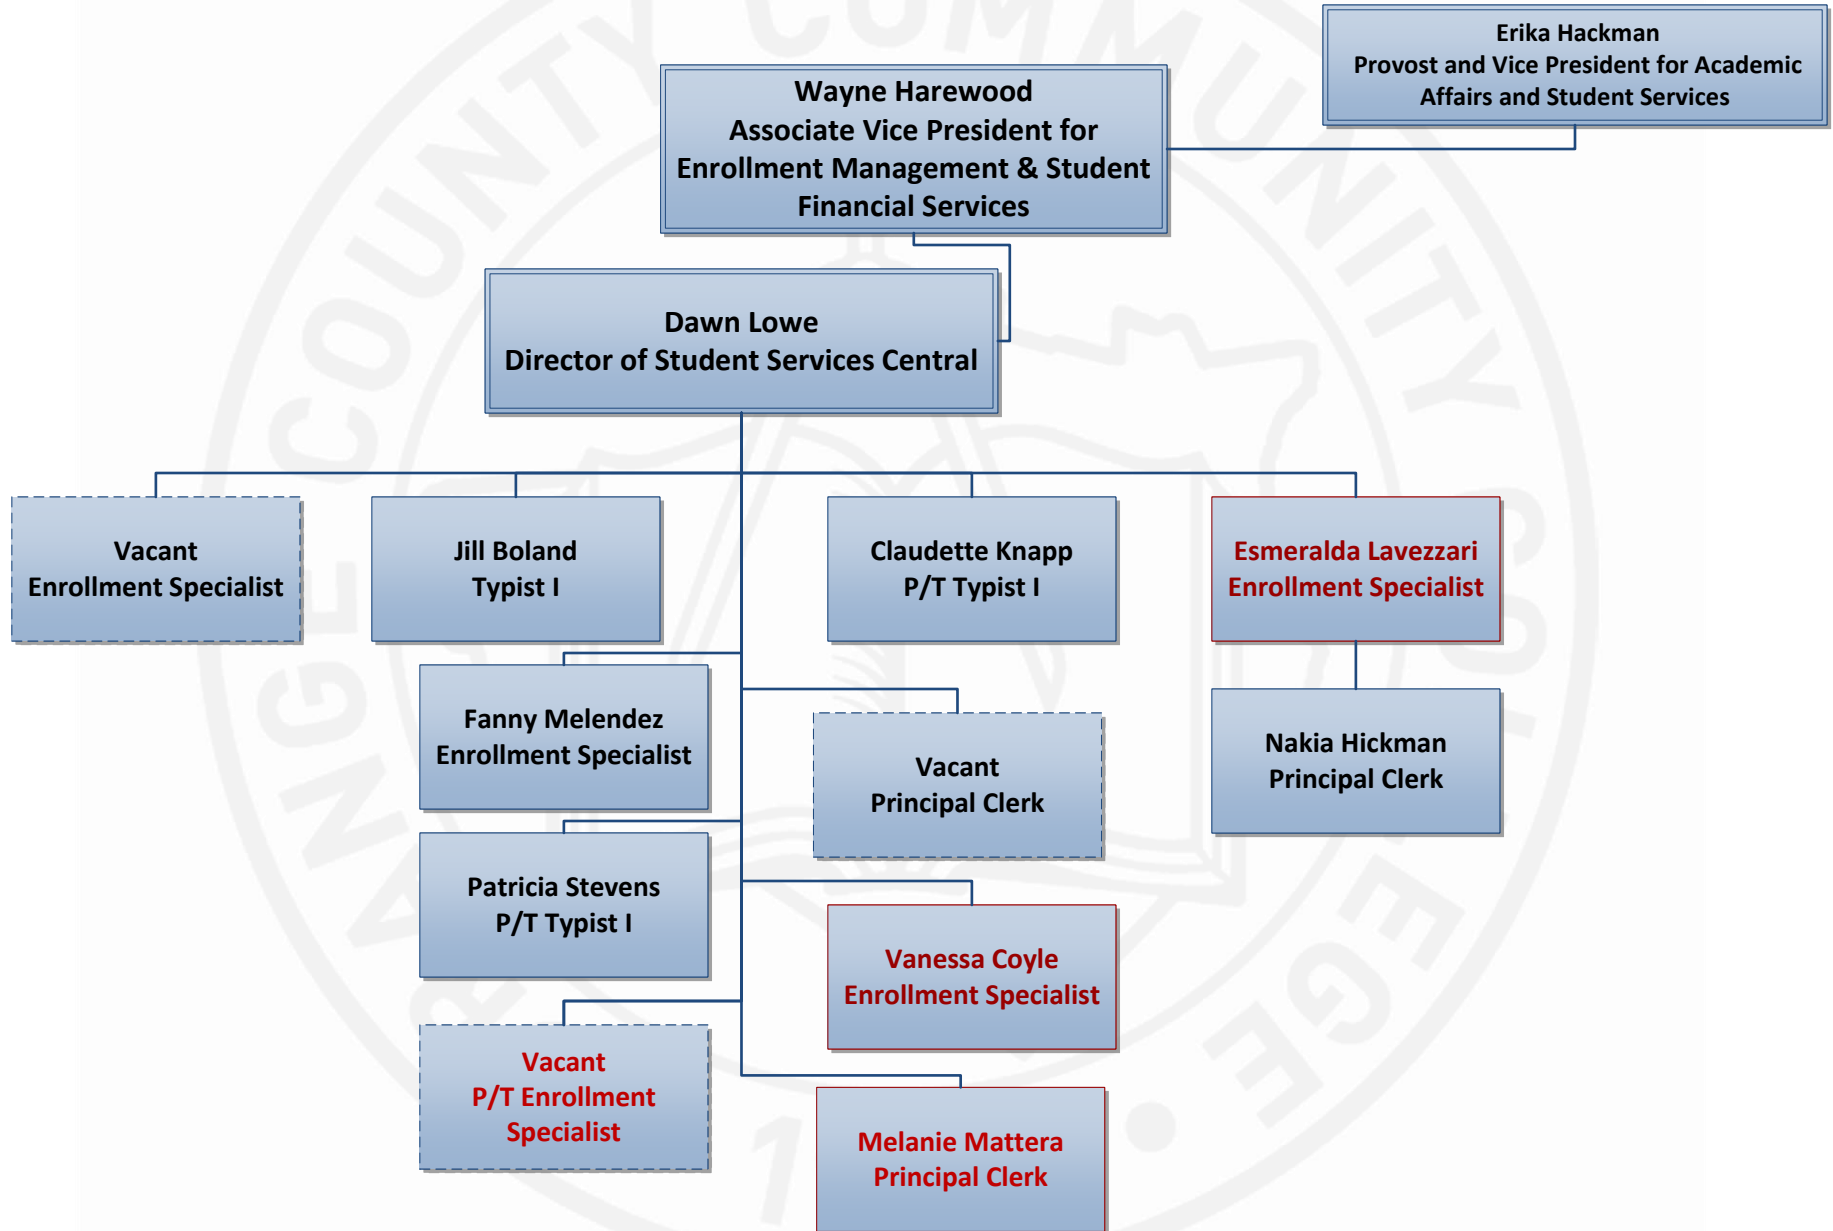 Erika Hackman
Provost and Vice President for Academic
Affairs and Student Services
Wayne Harewood
Associate Vice President for
Enrollment Management & Student
Financial Services
Dawn Lowe
Director of Student Services Central
Vacant
Enrollment Specialist
Jill Boland
Typist I
Claudette Knapp
P/T Typist I
Esmeralda Lavezzari
Enrollment Specialist
Fanny Melendez
Enrollment Specialist
Vacant
Principal Clerk
Nakia Hickman
Principal Clerk
Patricia Stevens
P/T Typist I
Vanessa Coyle
Enrollment Specialist
Vacant
P/T Enrollment
Specialist
Melanie Mattera
Principal Clerk
COUNTY COMMUNITY